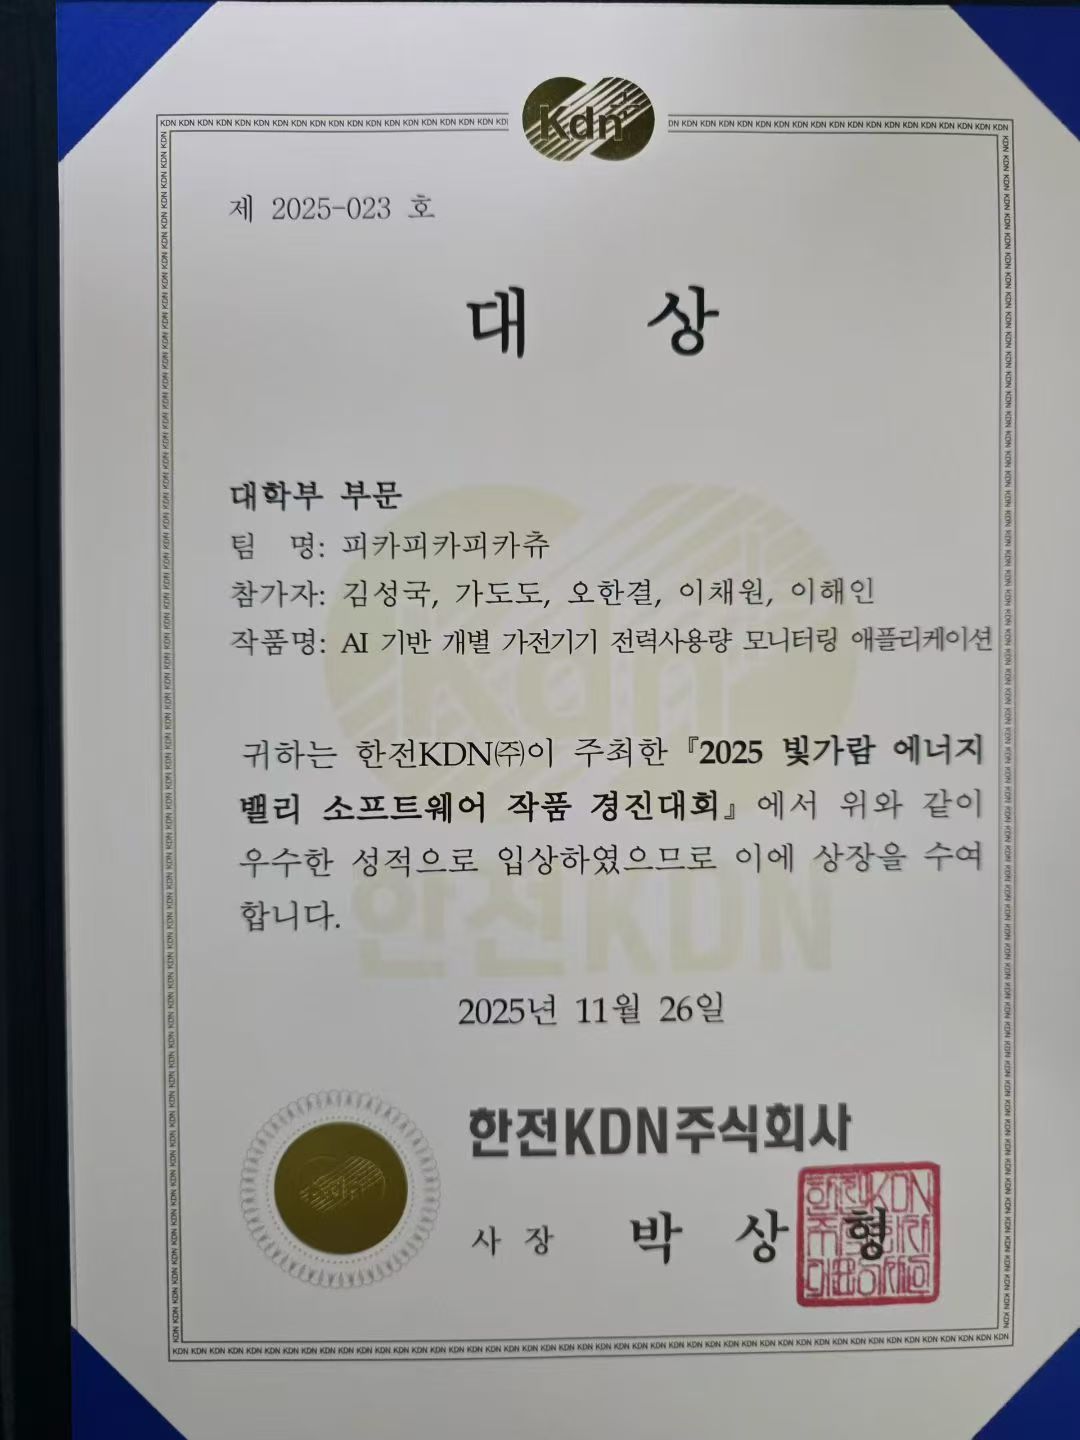 Kdn
제 2025-023 호
대 상
대학부 부문
팀 명: 피카피카피카츄
참가자: 김성국, 가도도, 오한결, 이채원, 이해인
작품명: AI 기반 개별 가전기기 전력사용량 모니터링 애플리케이션
귀하는 한전KDN㈜이 주최한 『2025 빛가람 에너지
밸리 소프트웨어 작품 경진대회』에서 위와 같이
우수한 성적으로 입상하였으므로 이에 상장을 수여
합니다.
한전KDN
2025년 11월 26일
한전KDN주식회사
사 장 박 상 형